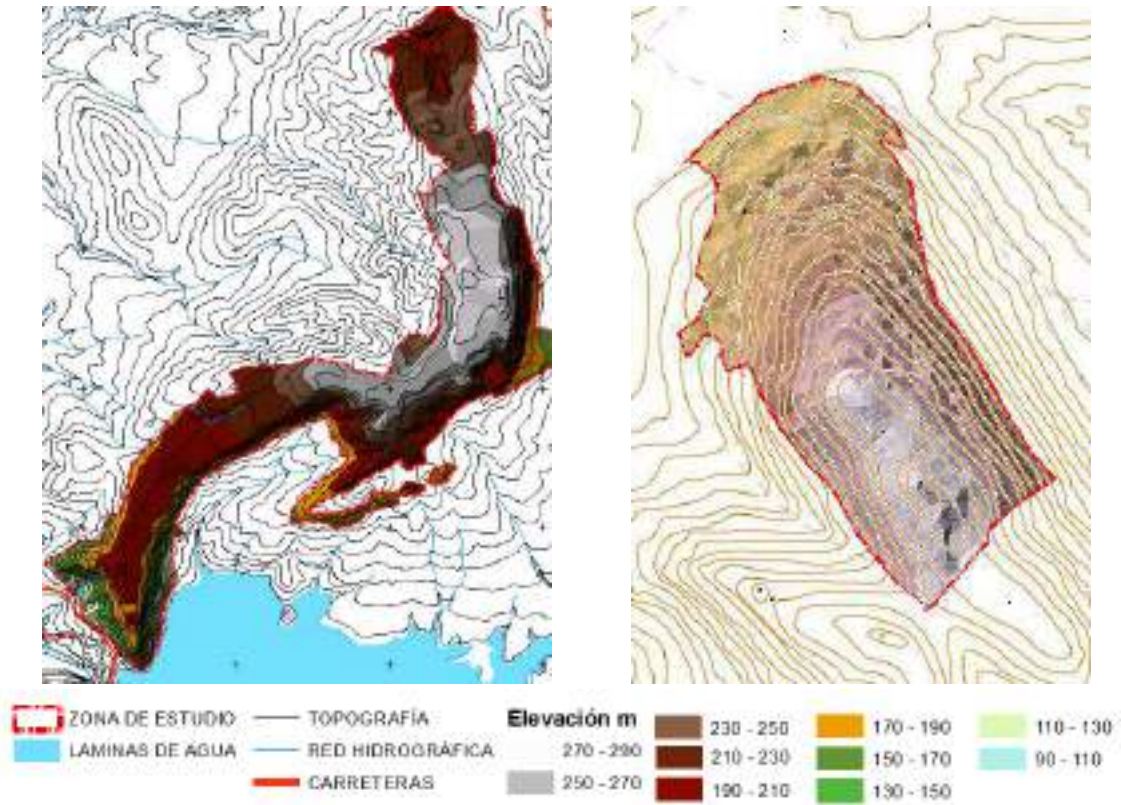 ZONA DE ESTUDIO
LAMINAS DE AGUA
TOPOGRAFÍA
RED HIDROGRÁFICA
CARRETERAS
Elevación m
270 - 290
250 - 270
230 - 250
210 - 230
190 - 210
170 - 190
150 - 170
130 - 150
110 - 130
90 - 110